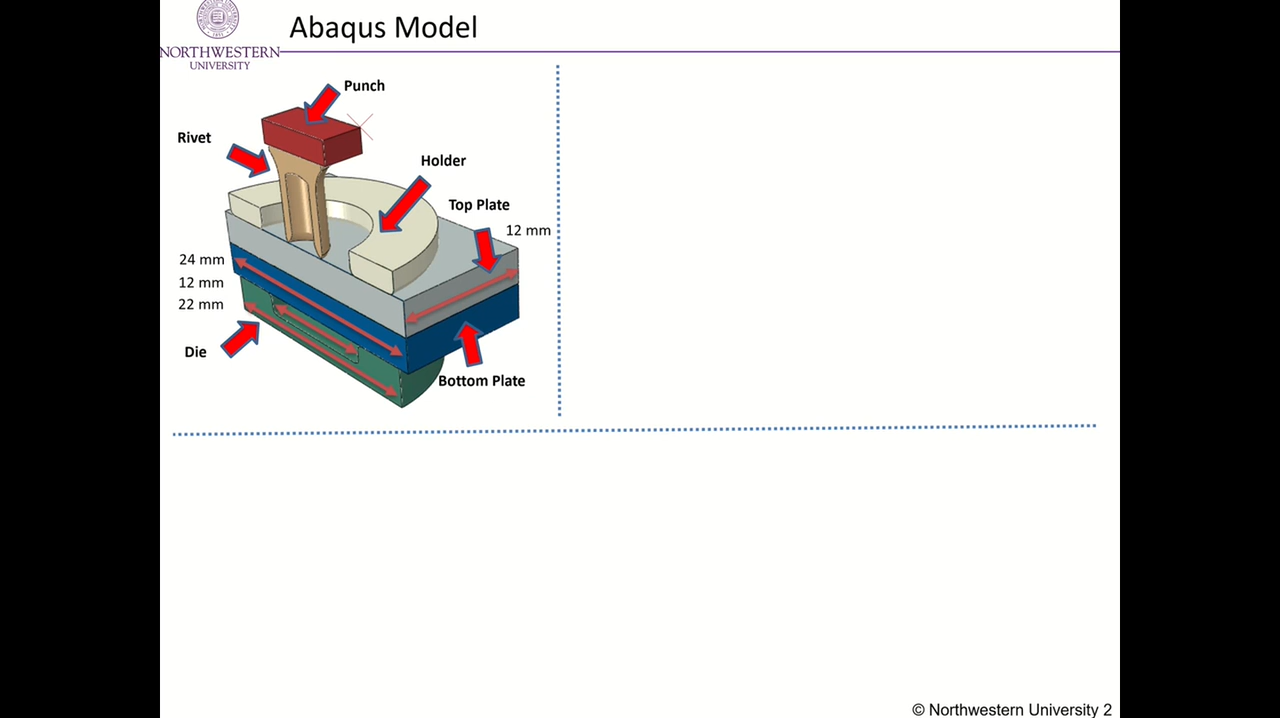 Abaqus Model
NORTHWESTERN
UNIVERSITY
Punch
Rivet
Holder
Top Plate
12 mm
24 mm
12 mm
22 mm
Die
Bottom Plate
© Northwestern University 2